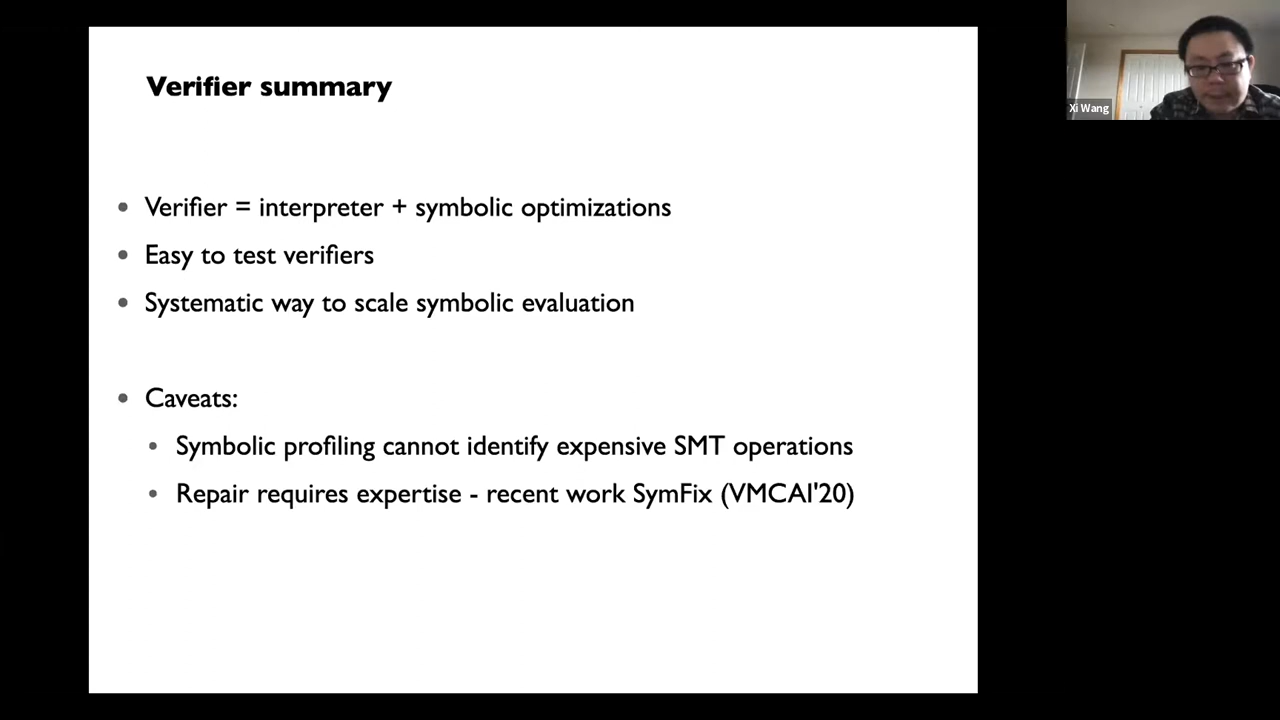 Verifier summary
Xi Wang
• Verifier = interpreter + symbolic optimizations
• Easy to test verifiers
• Systematic way to scale symbolic evaluation
• Caveats:
• Symbolic profiling cannot identify expensive SMT operations
• Repair requires expertise - recent work SymFix (VMCAI'20)